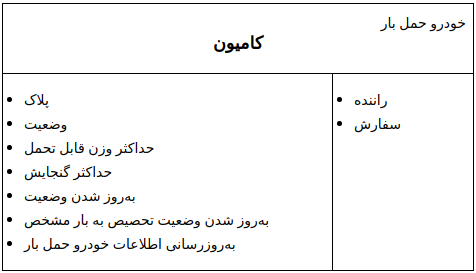 خودرو حمل بار
کامیون
پلاک
وضعیت
حداکثر وزن قابل تحمل
حداکثر گنجایش
به‌روز شدن وضعیت
به‌روز شدن وضعیت تحصیص به بار مشخص
به‌روزرسانی اطلاعات خودرو حمل بار
راننده
سفارش